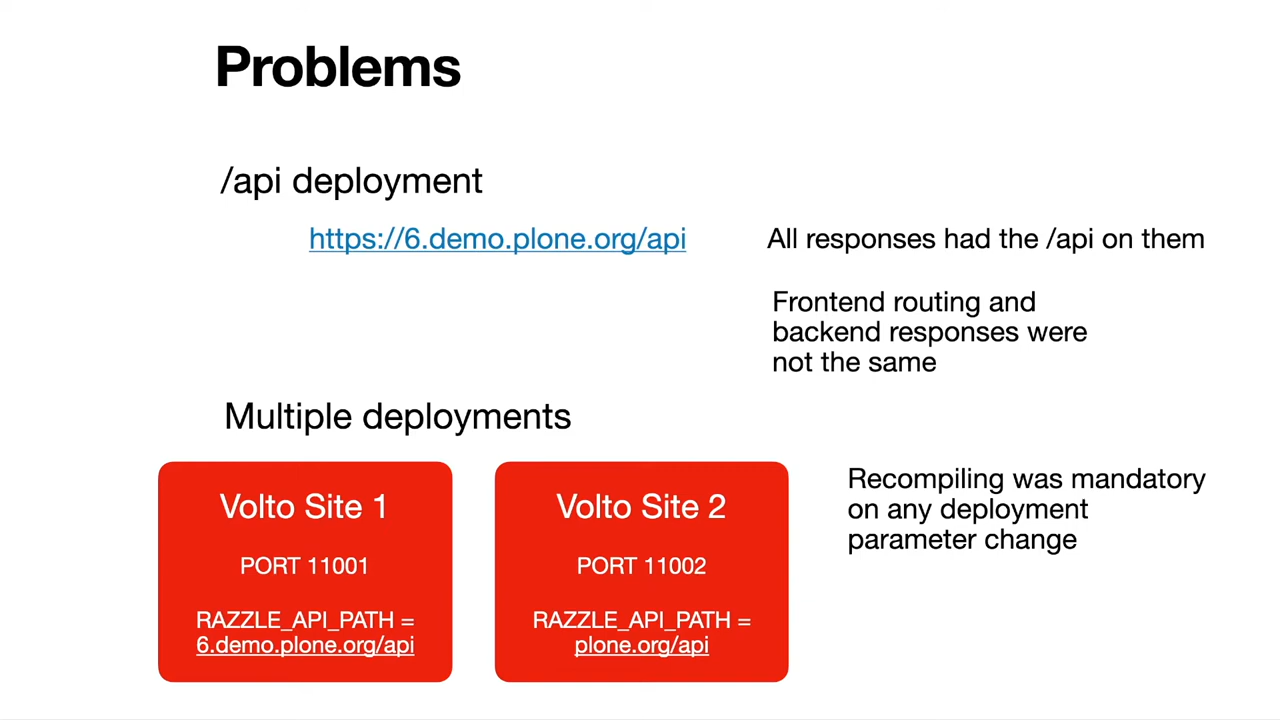 Problems
/api deployment
https://6.demo.plone.org/api
All responses had the /api on them
Frontend routing and
backend responses were
not the same
Multiple deployments
Volto Site 1
PORT 11001
RAZZLE_API_PATH =
6.demo.plone.org/api
Volto Site 2
PORT 11002
RAZZLE_API_PATH =
plone.org/api
Recompiling was mandatory
on any deployment
parameter change